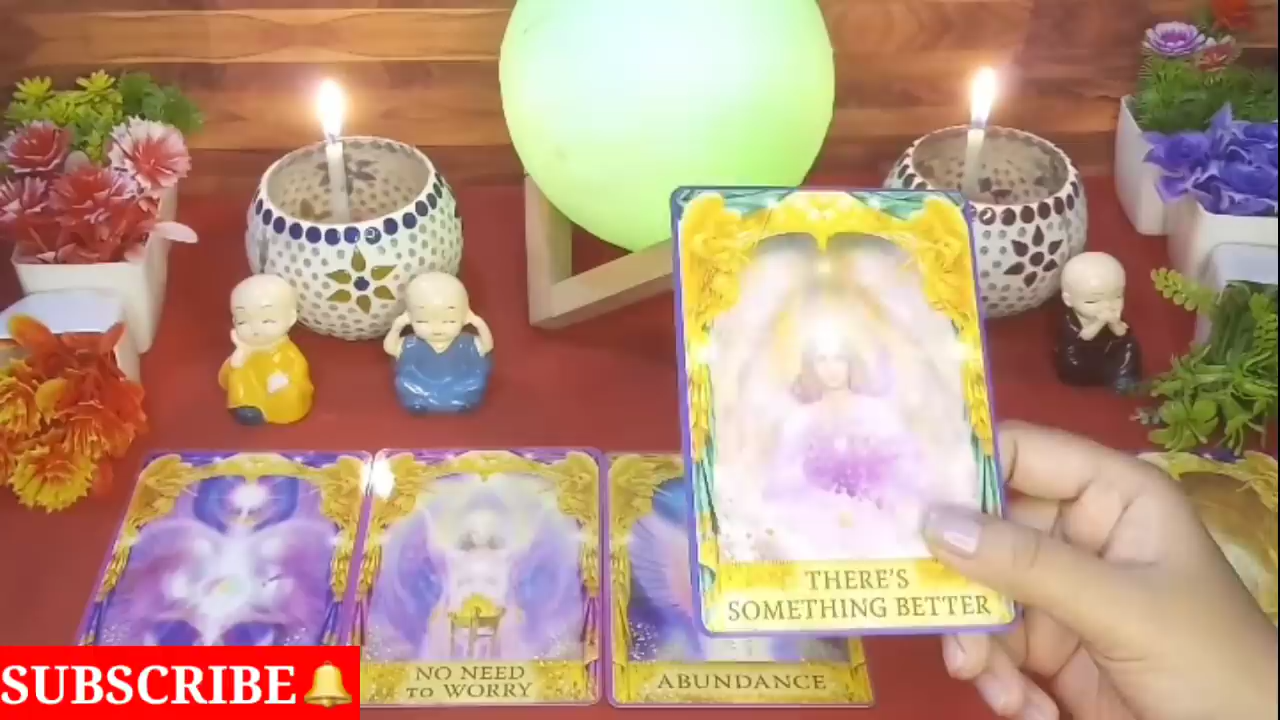 THERE'S
SOMETHING BETTER
NO NEED
TO WORRY
ABUNDANCE
SUBSCRIBE